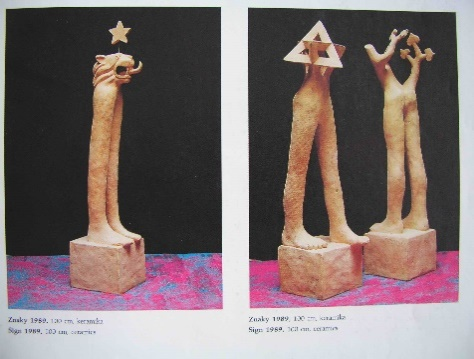 Znaky 1989, 100 cm, keramika
Sign 1989, 100 cm, ceramics
Znaky 1989, 100 cm, keramika
Sign 1989, 100 cm, ceramics